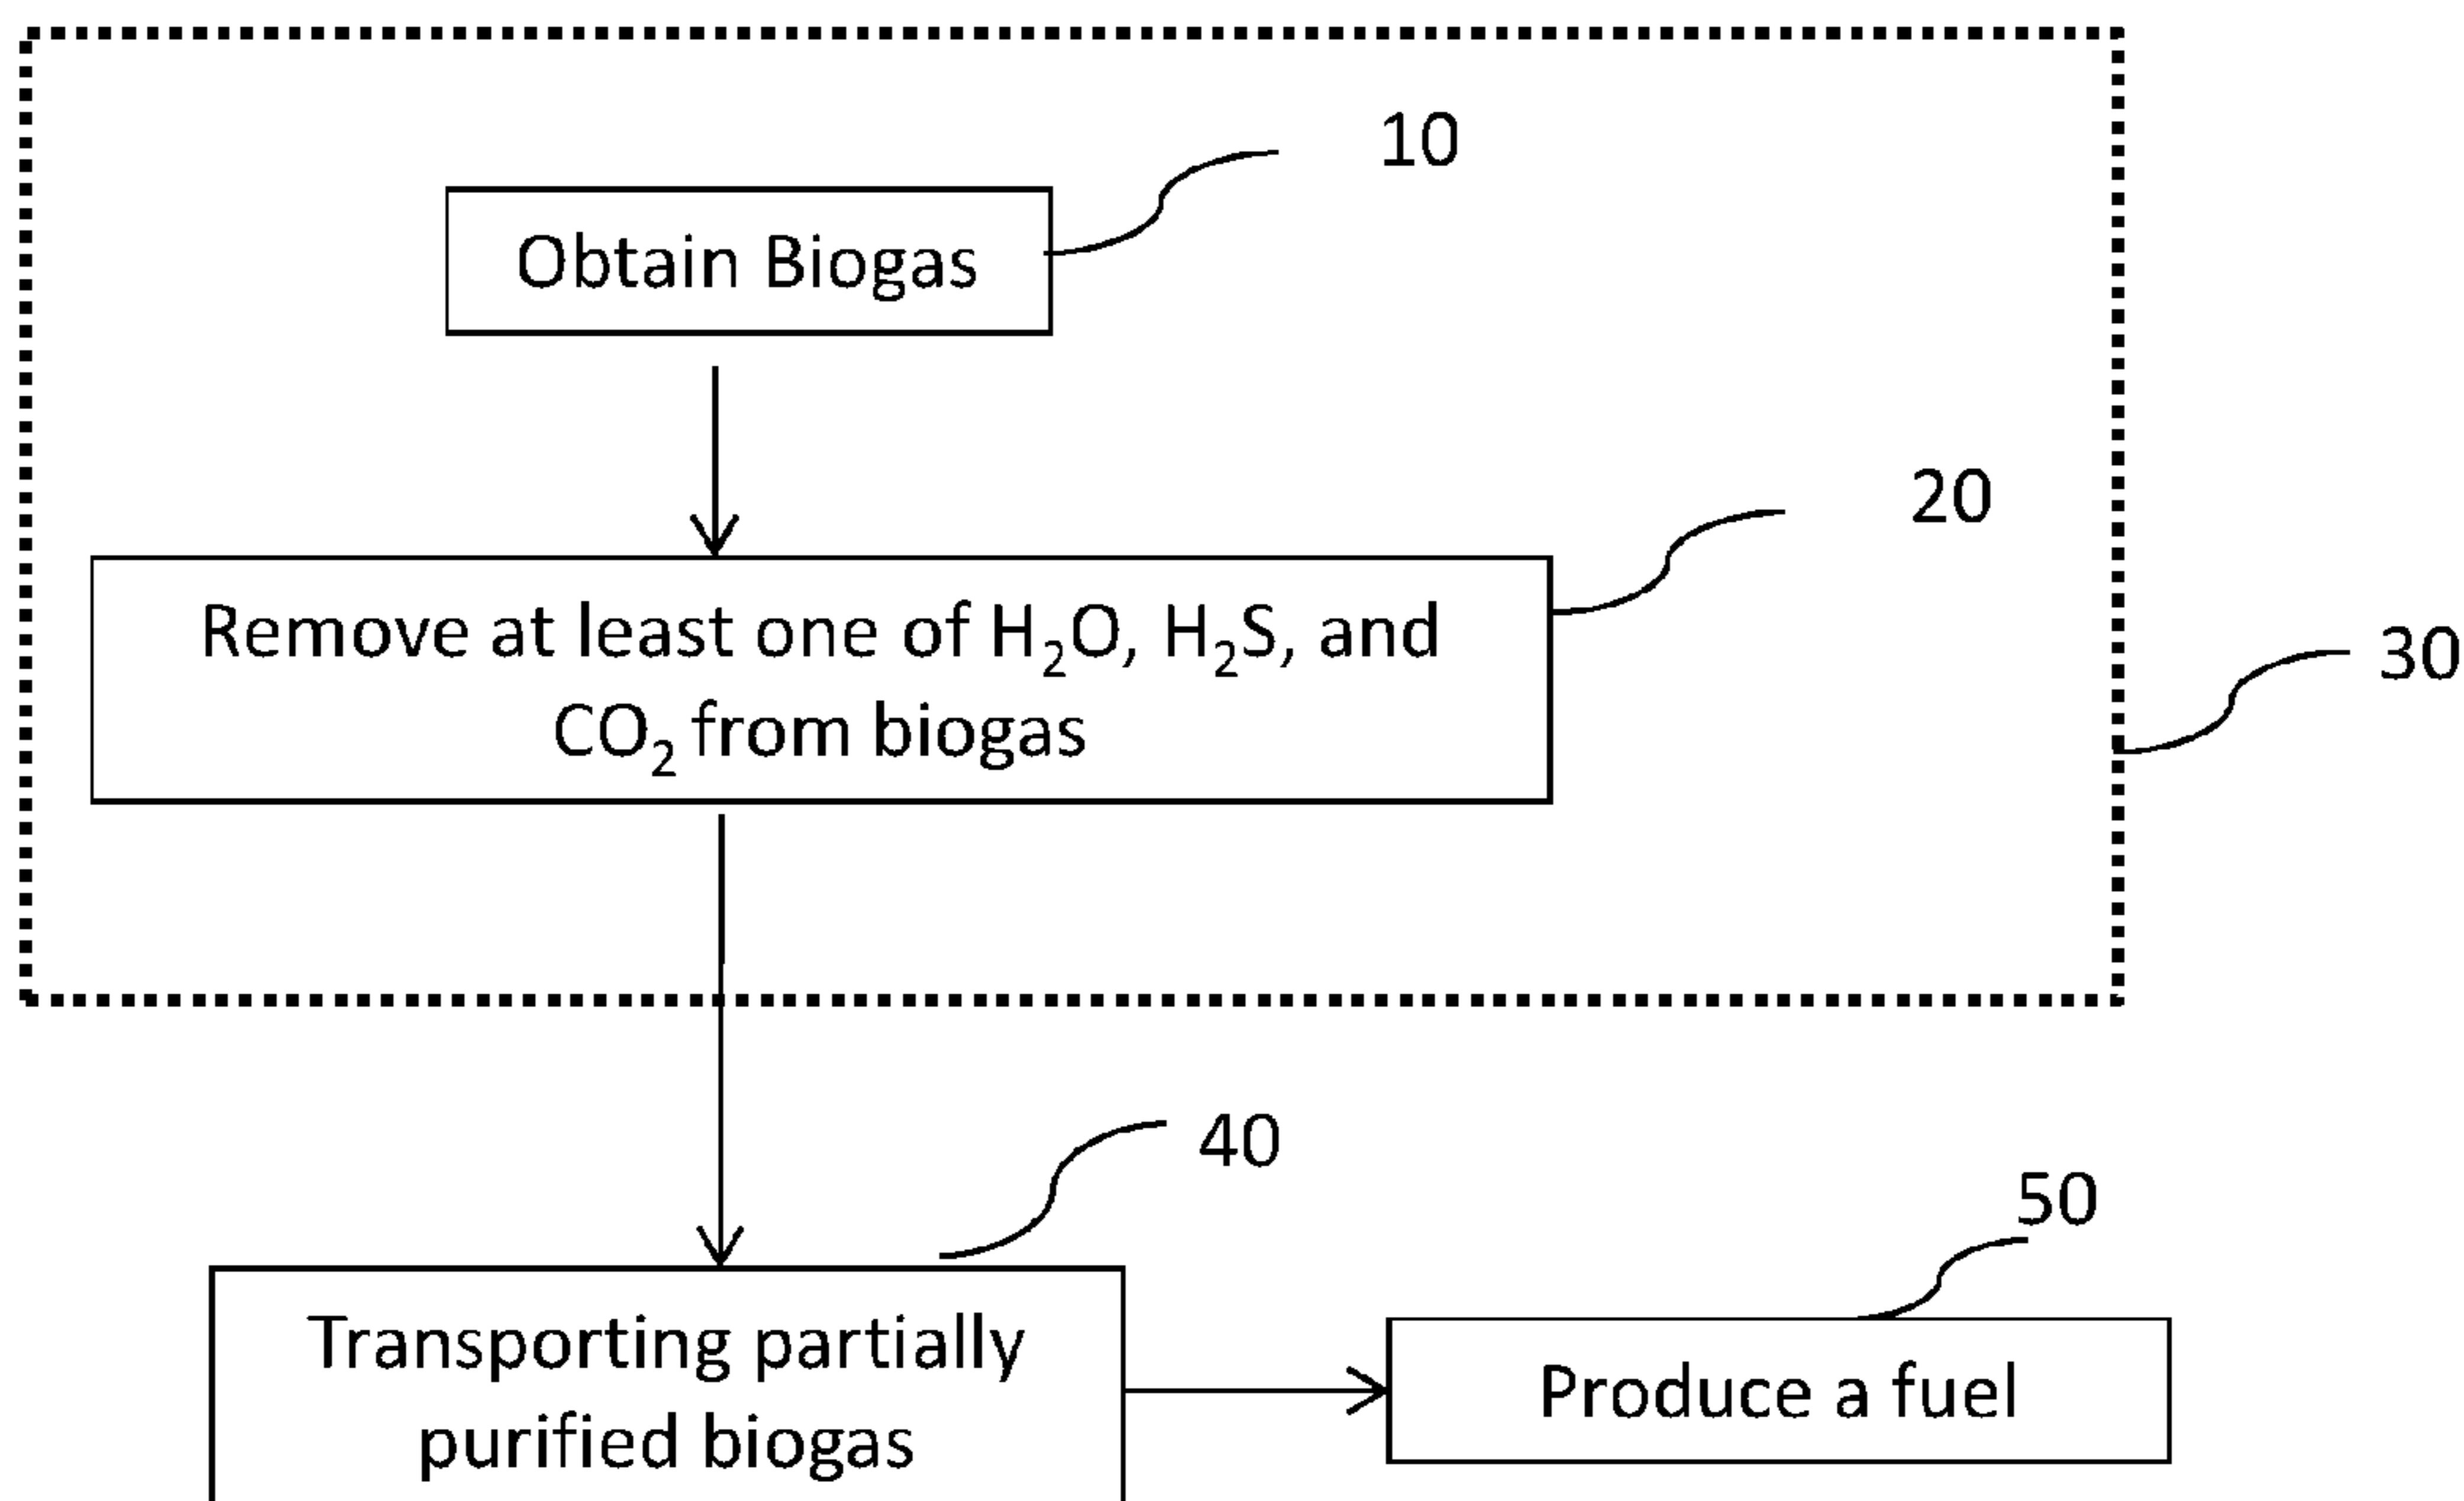 10
Obtain Biogas
20
Remove at least one of H₂O, H₂S, and
CO₂ from biogas
30
40
50
Transporting partially
purified biogas
Produce a fuel